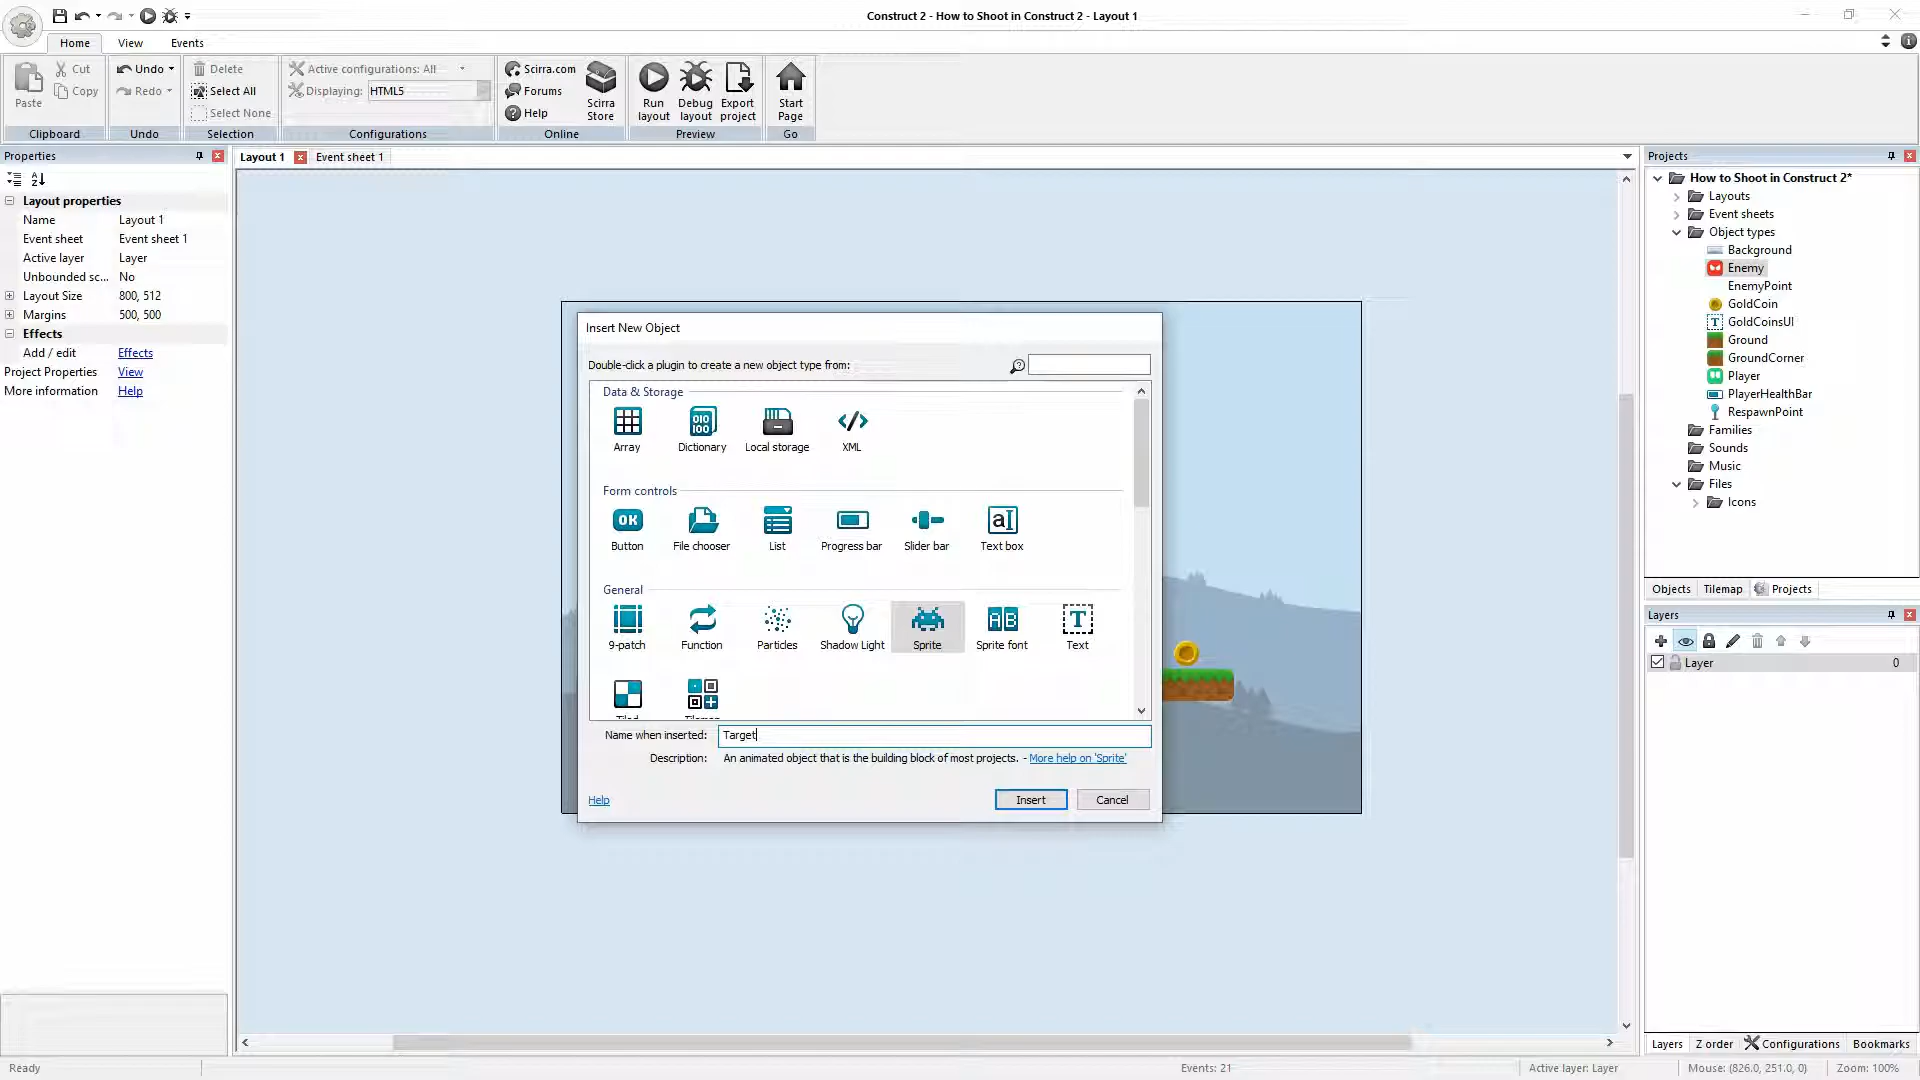 Construct 2 - How to Shoot in Construct 2 - Layout 1
Home View Events
Paste
Cut
Copy
Clipboard
Undo
Redo
Undo
Delete
Select All
Select None
Selection
Active configurations: All
Displaying: HTML5
Configurations
Scirra.com
Forums
Help
Scirra Store
Online
Run layout
Debug layout
Export project
Preview
Start Page
Go
Properties
Layout properties
Name Layout 1
Event sheet Event sheet 1
Active layer Layer
Unbounded sc... No
Layout Size 800, 512
Margins 500, 500
Effects
Add / edit Effects
Project Properties View
More information Help
Layout 1 Event sheet 1
Insert New Object
Double-click a plugin to create a new object type from:
Data & Storage
Array Dictionary Local storage XML
Form controls
OK
aI
Button File chooser List Progress bar Slider bar Text box
General
9-patch Function Particles Shadow Light Sprite Sprite font Text
Name when inserted: Target
Description: An animated object that is the building block of most projects. - More help on 'Sprite'
Help
Insert
Cancel
Projects
How to Shoot in Construct 2*
Layouts
Event sheets
Object types
Background
Enemy
EnemyPoint
GoldCoin
GoldCoinsUI
Ground
GroundCorner
Player
PlayerHealthBar
RespawnPoint
Families
Sounds
Music
Files
Icons
Objects Tilemap Projects
Layers
Layer 0
Layers Z order Configurations Bookmarks
Ready
Events: 21
Active layer: Layer
Mouse: (826.0, 251.0, 0)
Zoom: 100%